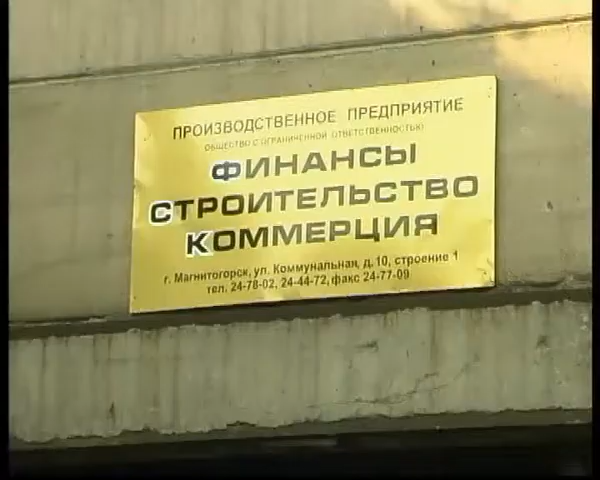 ПРОИЗВОДСТВЕННОЕ ПРЕДПРИЯТИЕ
ОБЩЕСТВО С ОГРАНИЧЕННОЙ ОТВЕТСТВЕННОСТЬЮ
ФИНАНСЫ
СТРОИТЕЛЬСТВО
КОММЕРЦИЯ
г. Магнитогорск, ул. Коммунальная, д. 10, строение 1
тел. 24-78-02, 24-44-72, факс 24-77-09